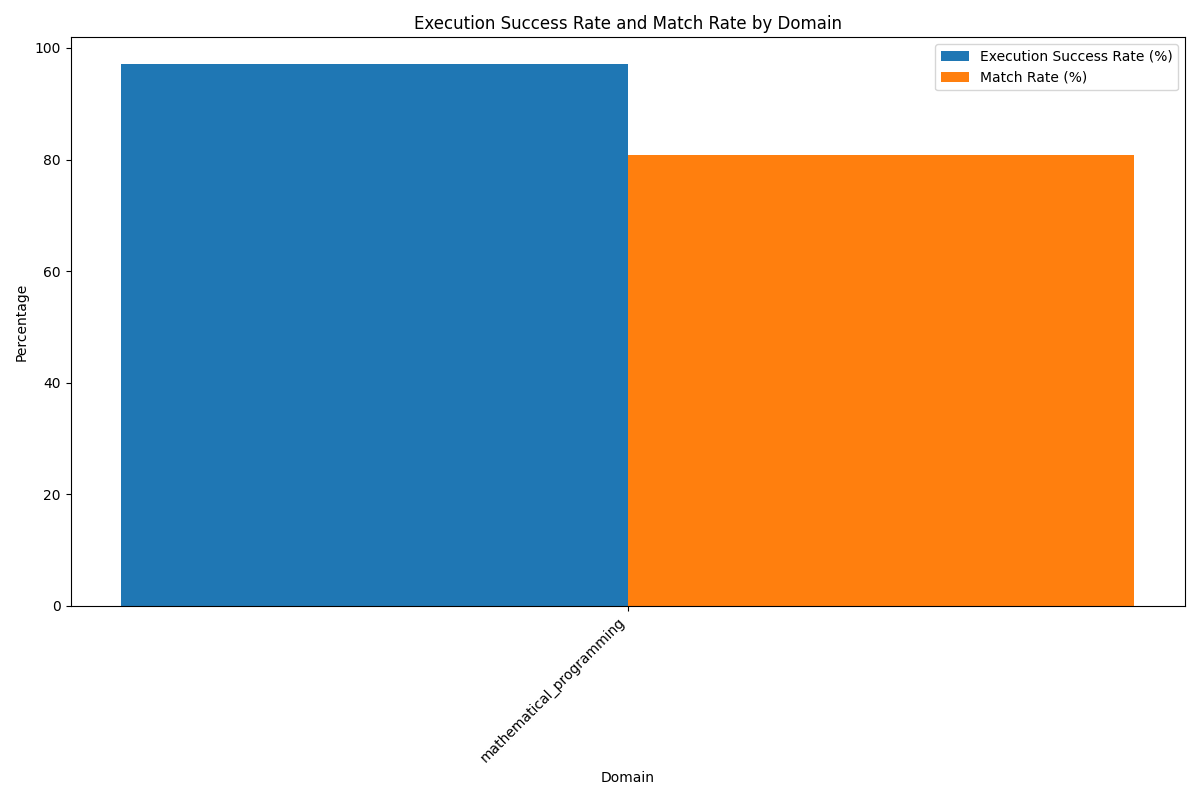 Execution Success Rate and Match Rate by Domain
Execution Success Rate (%)
Match Rate (%)
100
80
60
40
20
0
Percentage
mathematical_programming
Domain